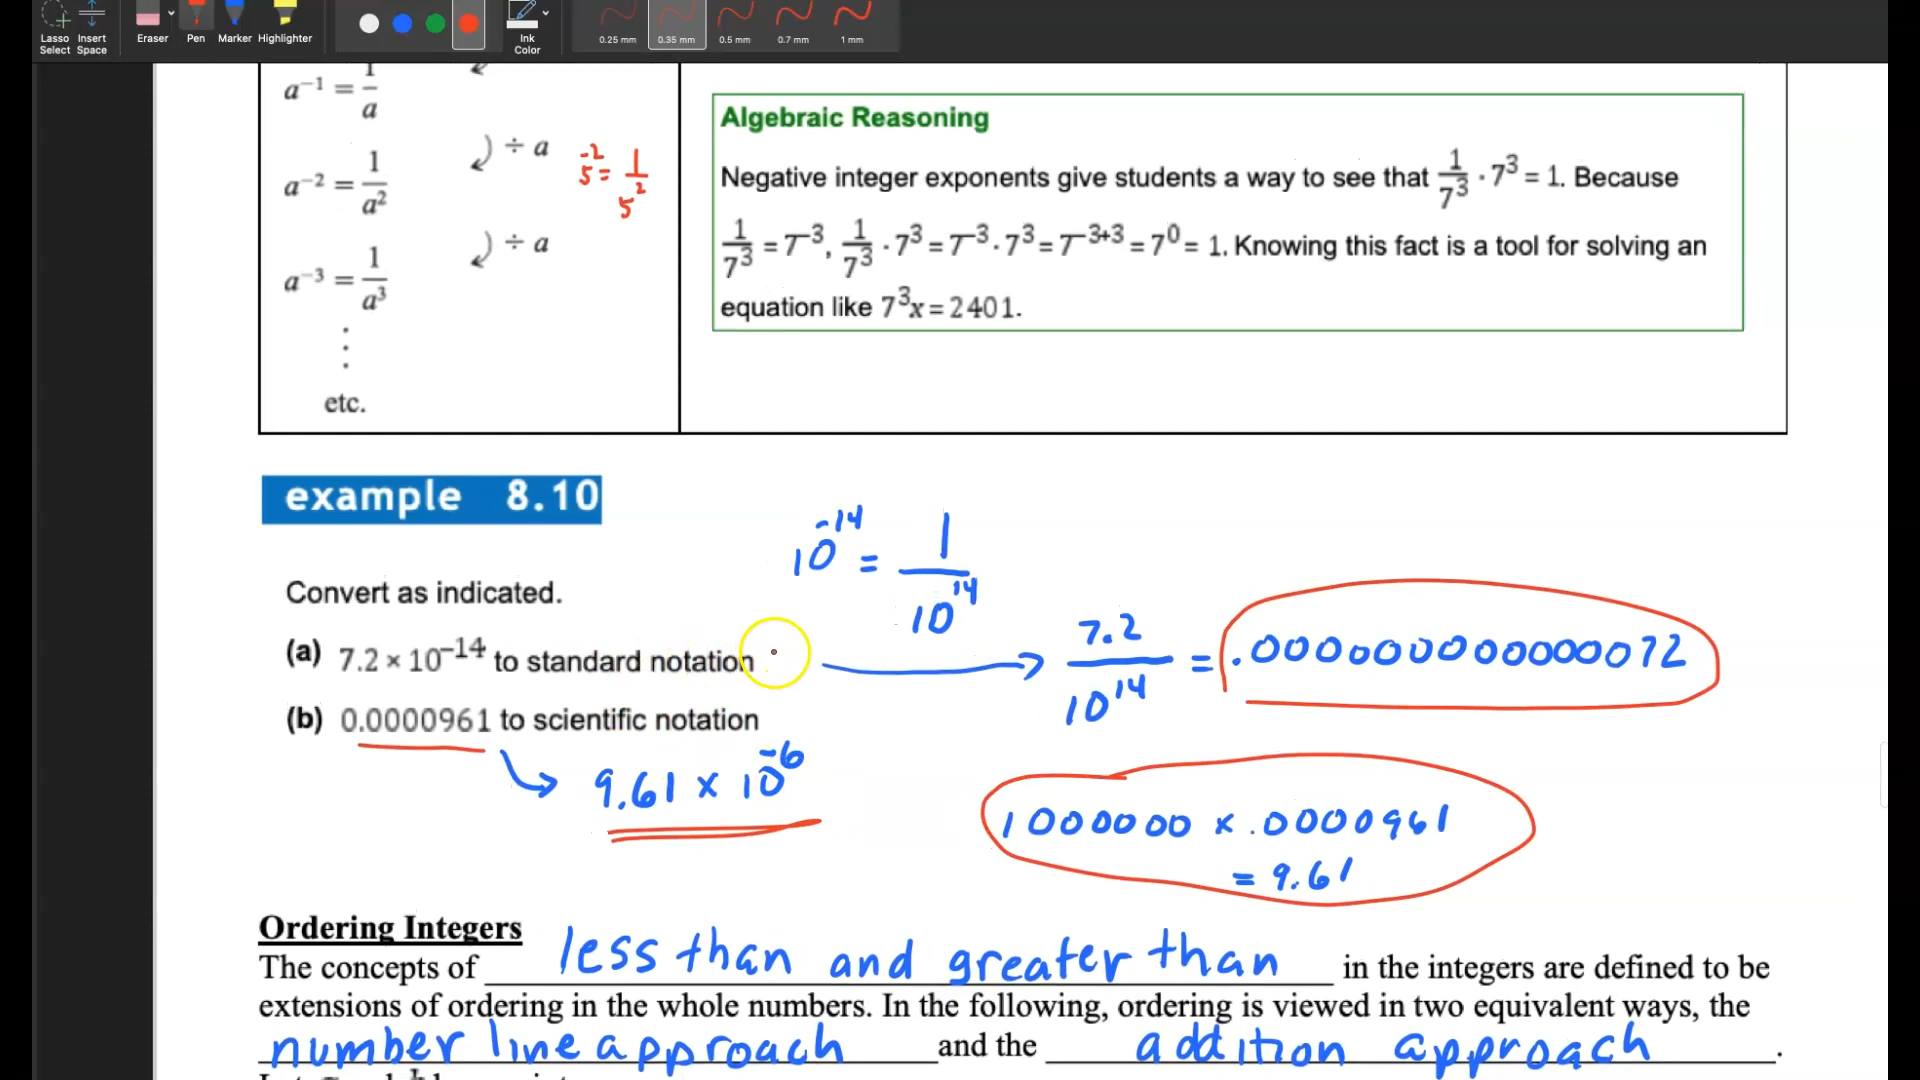 Lasso Select
Insert Space
Eraser
Pen
Marker
Highlighter
Ink Color
0.25 mm
0.35 mm
0.5 mm
0.7 mm
1 mm
a⁻¹ = 1/a
÷ a
a⁻² = 1/a²
5⁻² = 1/5²
÷ a
a⁻³ = 1/a³
⋮
etc.
Algebraic Reasoning
Negative integer exponents give students a way to see that 1/7³ · 7³ = 1. Because
1/7³ = 7⁻³, 1/7³ · 7³ = 7⁻³ · 7³ = 7⁻³⁺³ = 7⁰ = 1. Knowing this fact is a tool for solving an
equation like 7³x = 2401.
example 8.10
10⁻¹⁴ = 1/10¹⁴
Convert as indicated.
(a) 7.2 × 10⁻¹⁴ to standard notation → 7.2/10¹⁴ = .000000000000072
(b) 0.0000961 to scientific notation
9.61 x 10⁻⁶
1000000 x .0000961
= 9.61
Ordering Integers
The concepts of less than and greater than in the integers are defined to be
extensions of ordering in the whole numbers. In the following, ordering is viewed in two equivalent ways, the
number line approach and the addition approach.